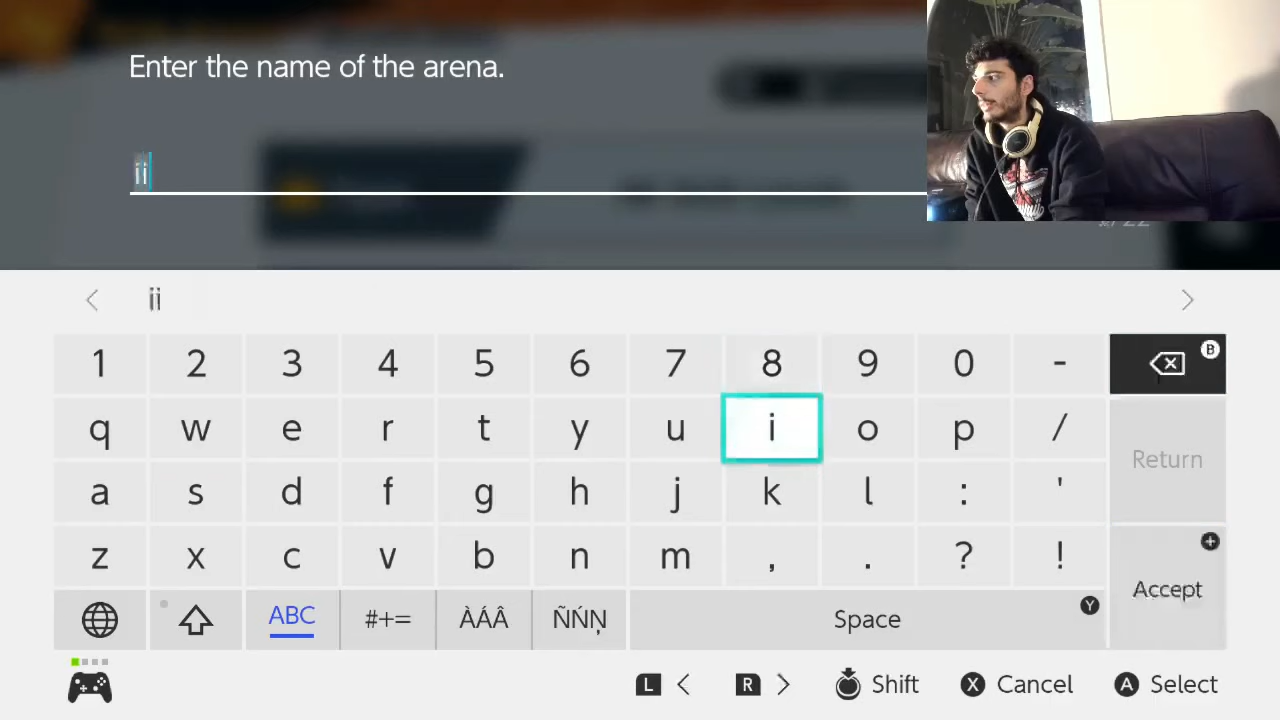 Enter the name of the arena.
ii
ii
1 2 3 4 5 6 7 8 9 0 - B
q w e r t y u i o p / Return
a s d f g h j k l : '
z x c v b n m , . ? ! + Accept
ABC #+= ÀÁÂ ÑŃŅ Space Y
L < R > Shift X Cancel A Select